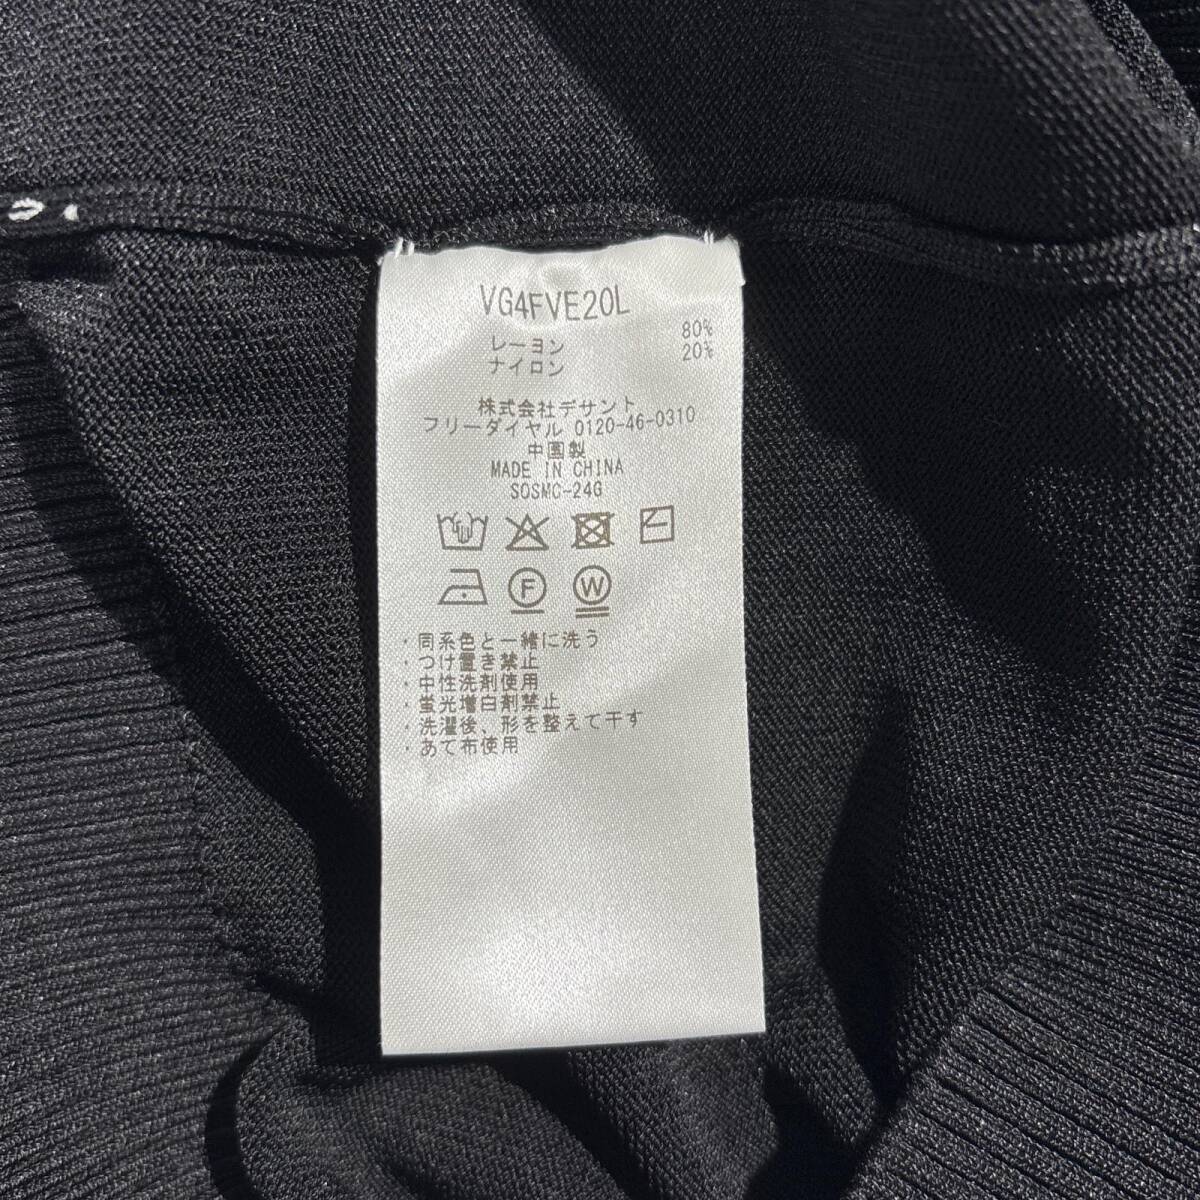 VG4FVE20L
レーヨン 80%
ナイロン 20%
株式会社デサント
フリーダイヤル 0120-46-0310
中国製
MADE IN CHINA
SOSMC-24G
F W
・同系色と一緒に洗う
・つけ置き禁止
・中性洗剤使用
・蛍光増白剤禁止
・洗濯後、形を整えて干す
・あて布使用